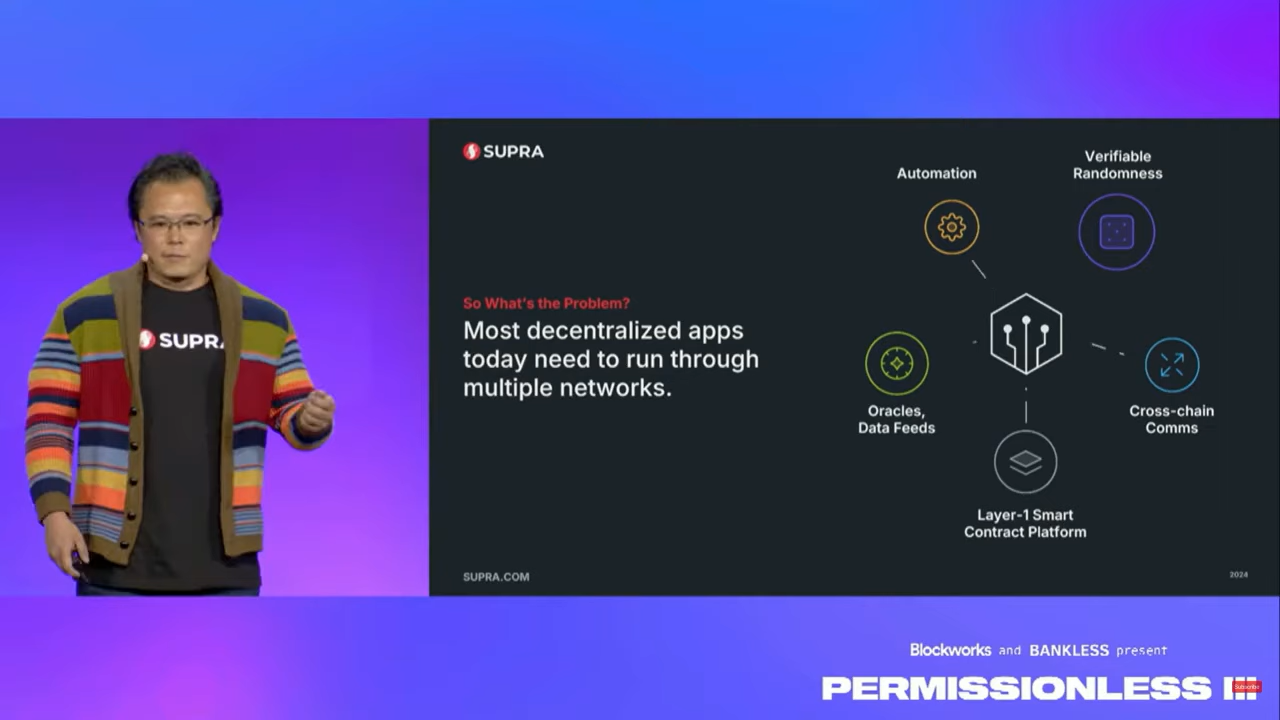 SUPRA
SUPRA
So What's the Problem?
Most decentralized apps
today need to run through
multiple networks.
Automation
Verifiable
Randomness
Oracles,
Data Feeds
Cross-chain
Comms
Layer-1 Smart
Contract Platform
SUPRA.COM
2024
Blockworks and BANKLESS present
PERMISSIONLESS III
Subscribe